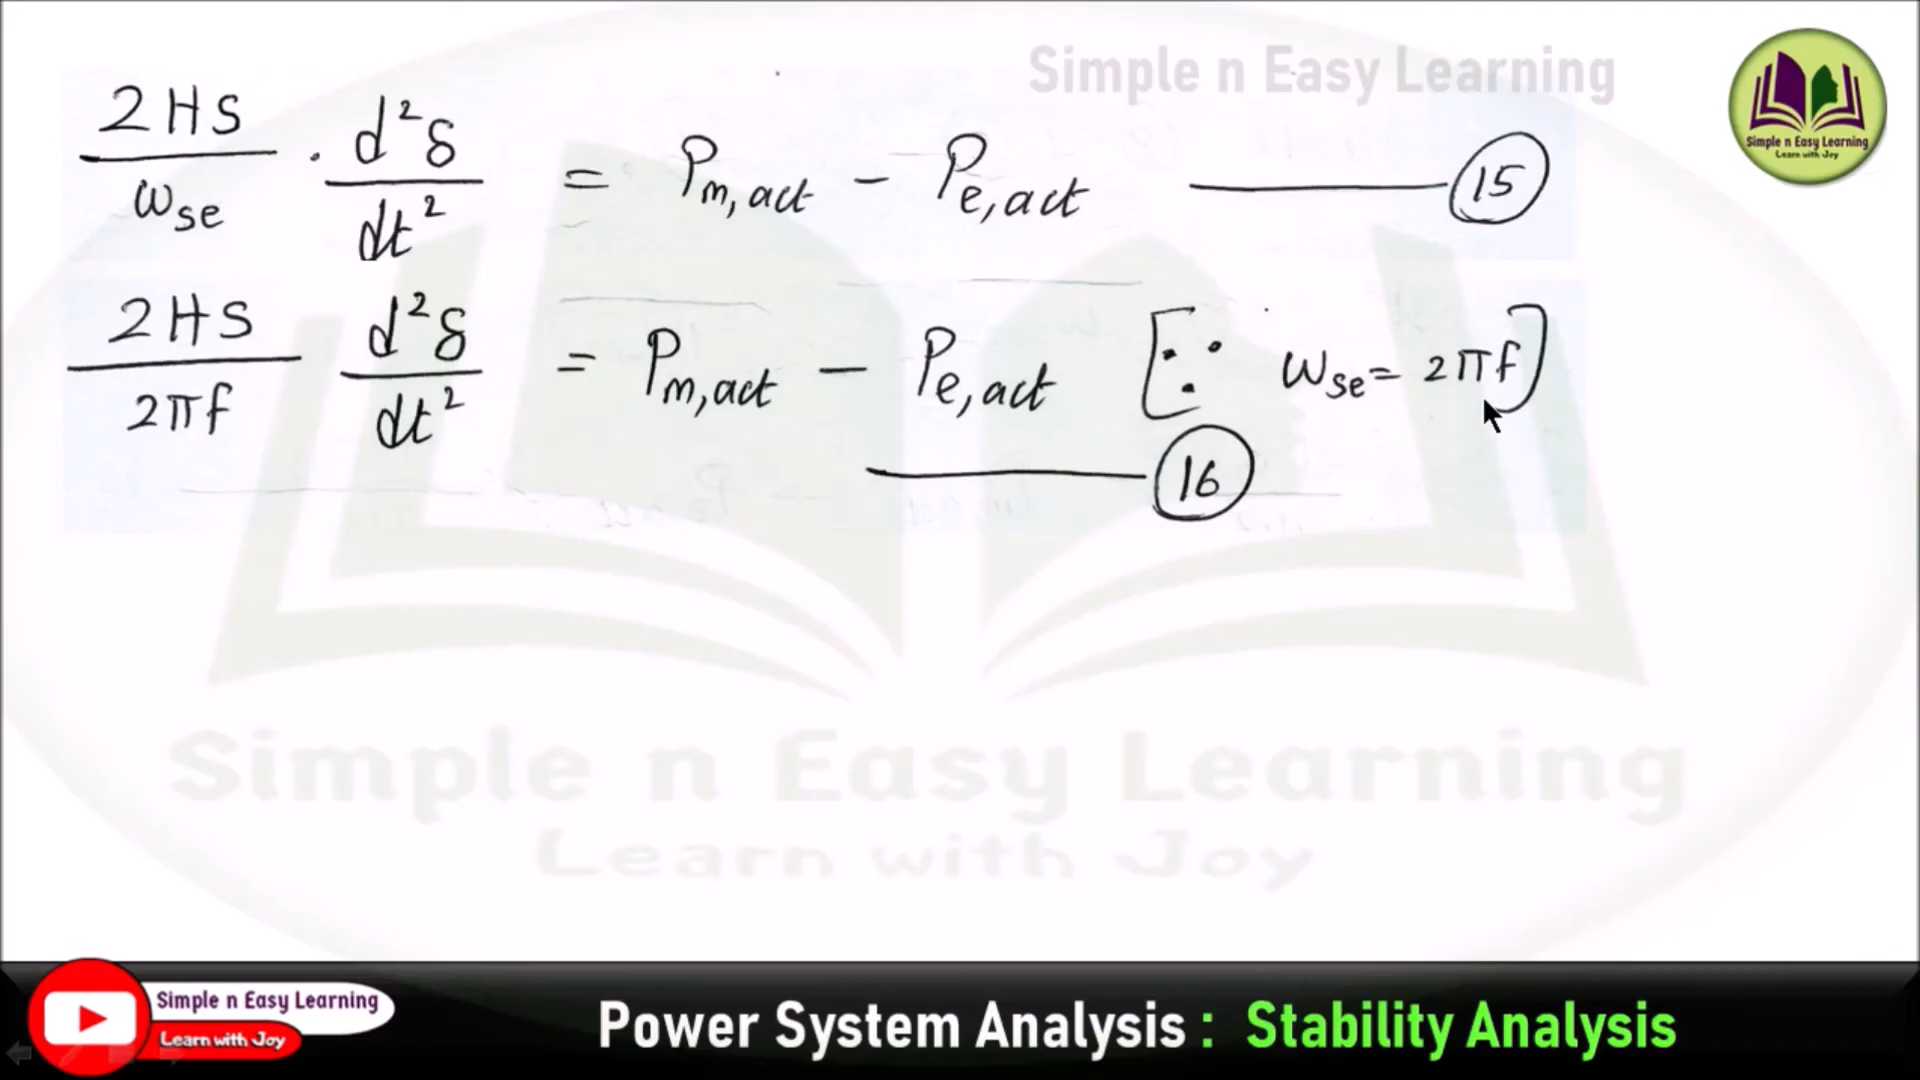 Simple n Easy Learning
Simple n Easy Learning
Learn with Joy
2HS/ωse · d²δ/dt² = Pm,act − Pe,act ——— 15
2HS/2πf d²δ/dt² = Pm,act − Pe,act [∵ ωse = 2πf]
——— 16
Simple n Easy Learning
Learn with Joy
Simple n Easy Learning
Learn with Joy
Power System Analysis : Stability Analysis